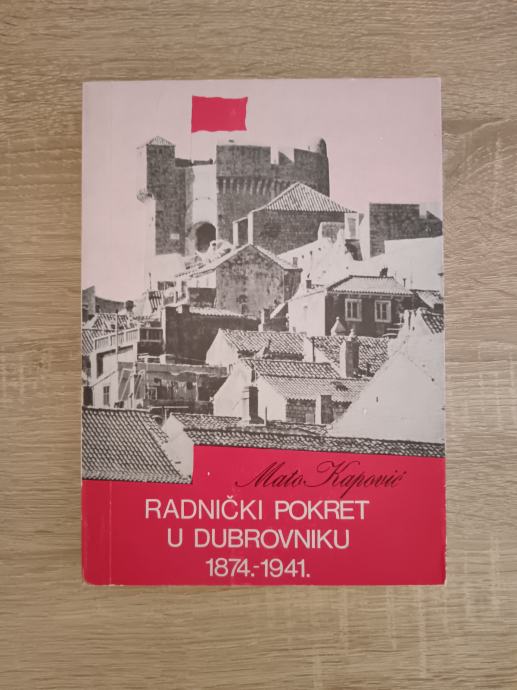 Mato Kapović
RADNIČKI POKRET
U DUBROVNIKU
1874.-1941.